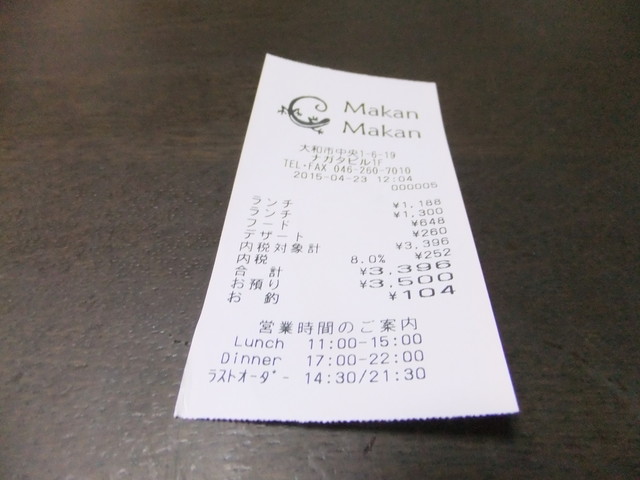 Makan
Makan
大和市中央1-6-19
ナガタビル1F
TEL・FAX 046-260-7010
2015-04-23 12:04
000005
ランチ ¥1,188
ランチ ¥1,300
フード ¥648
デザート ¥260
内税対象計 ¥3,396
内税 8.0% ¥252
合 計 ¥3,396
お預り ¥3,500
お 釣 ¥104
営業時間のご案内
Lunch 11:00-15:00
Dinner 17:00-22:00
ﾗｽﾄｵｰﾀﾞｰ 14:30/21:30